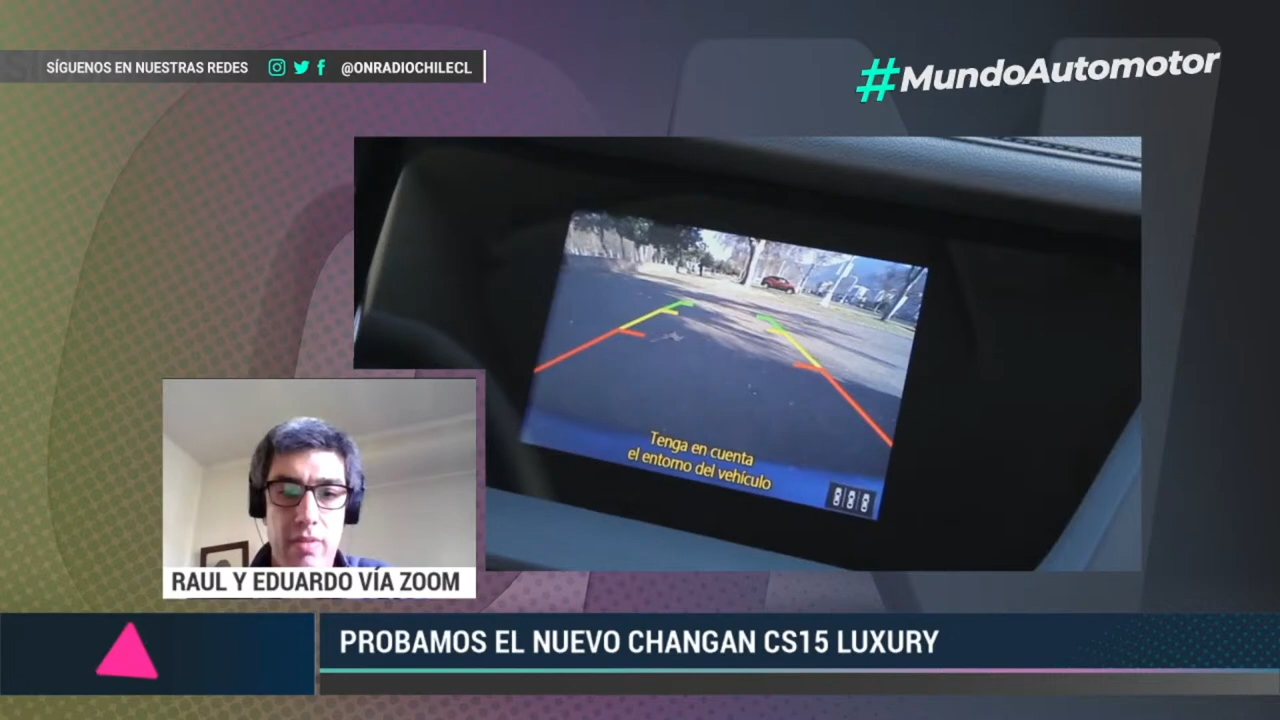 SÍGUENOS EN NUESTRAS REDES @ONRADIOCHILECL
#MundoAutomotor
Tenga en cuenta
el entorno del vehículo
RAUL Y EDUARDO VÍA ZOOM
PROBAMOS EL NUEVO CHANGAN CS15 LUXURY